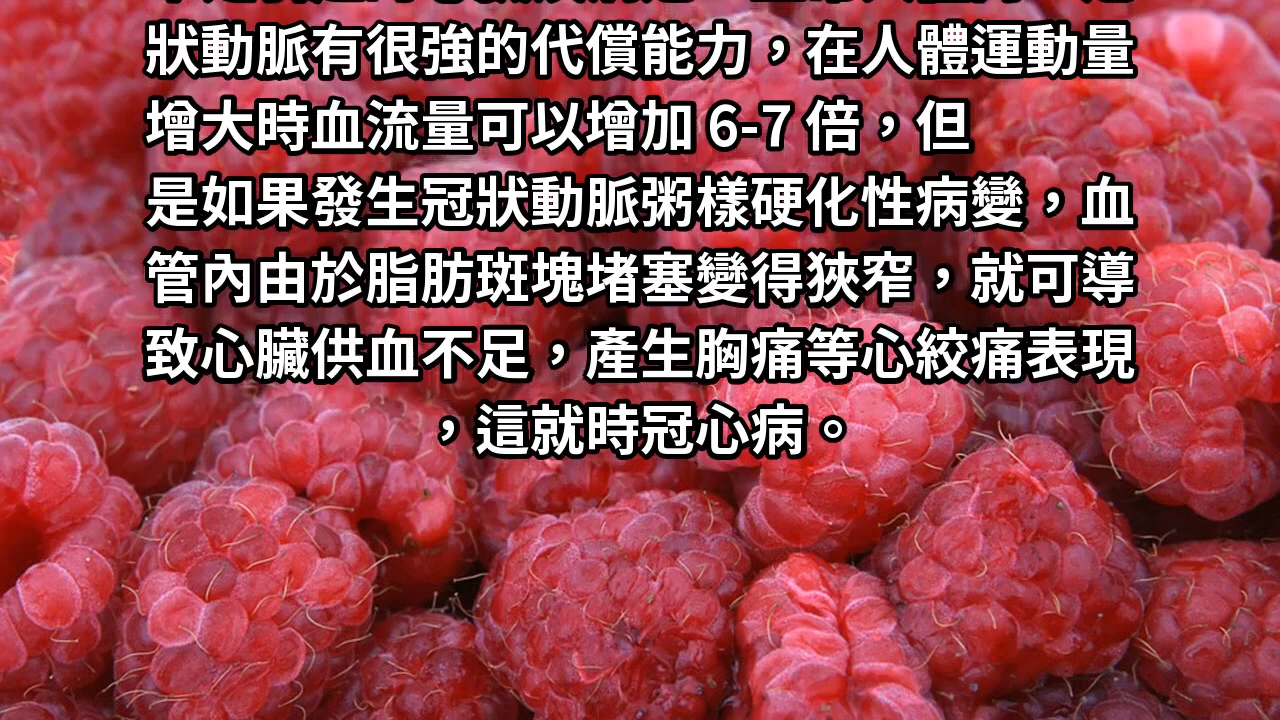 狀動脈有很強的代償能力，在人體運動量
增大時血流量可以增加 6-7 倍，但
是如果發生冠狀動脈粥樣硬化性病變，血
管內由於脂肪斑塊堵塞變得狹窄，就可導
致心臟供血不足，產生胸痛等心絞痛表現
，這就時冠心病。